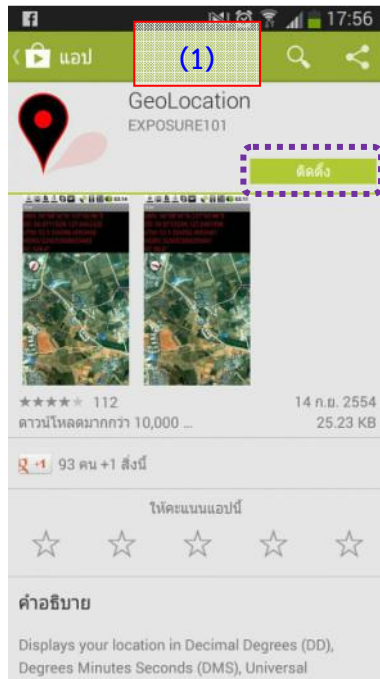 17:56
แอป
(1)
GeoLocation
EXPOSURE101
ติดตั้ง
★★★★★ 112
14 ก.ย. 2554
ดาวน์โหลดมากกว่า 10,000 ...
25.23 KB
g +1 93 คน +1 สิ่งนี้
ให้คะแนนแอปนี้
คำอธิบาย
Displays your location in Decimal Degrees (DD),
Degrees Minutes Seconds (DMS), Universal